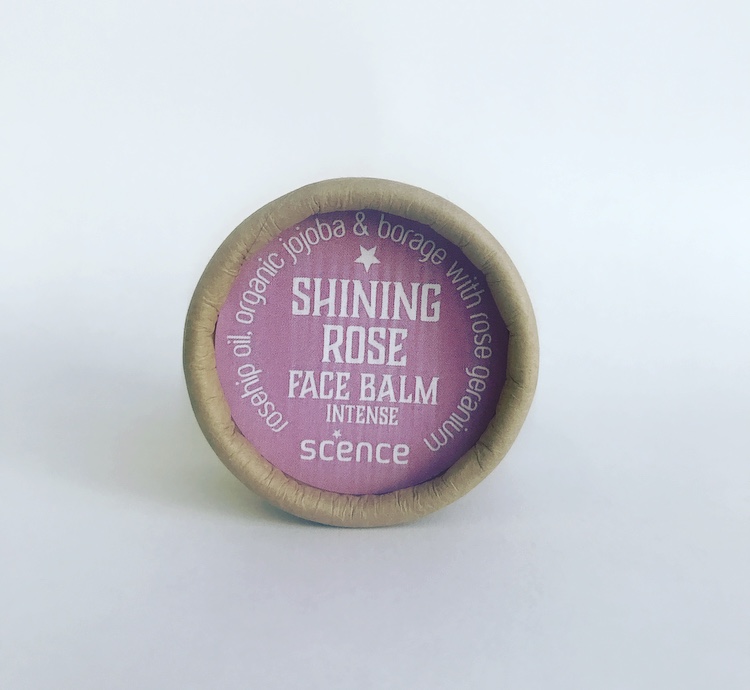 rosehip oil, organic jojoba & borage with rose geranium
SHINING
ROSE
FACE BALM
INTENSE
scence